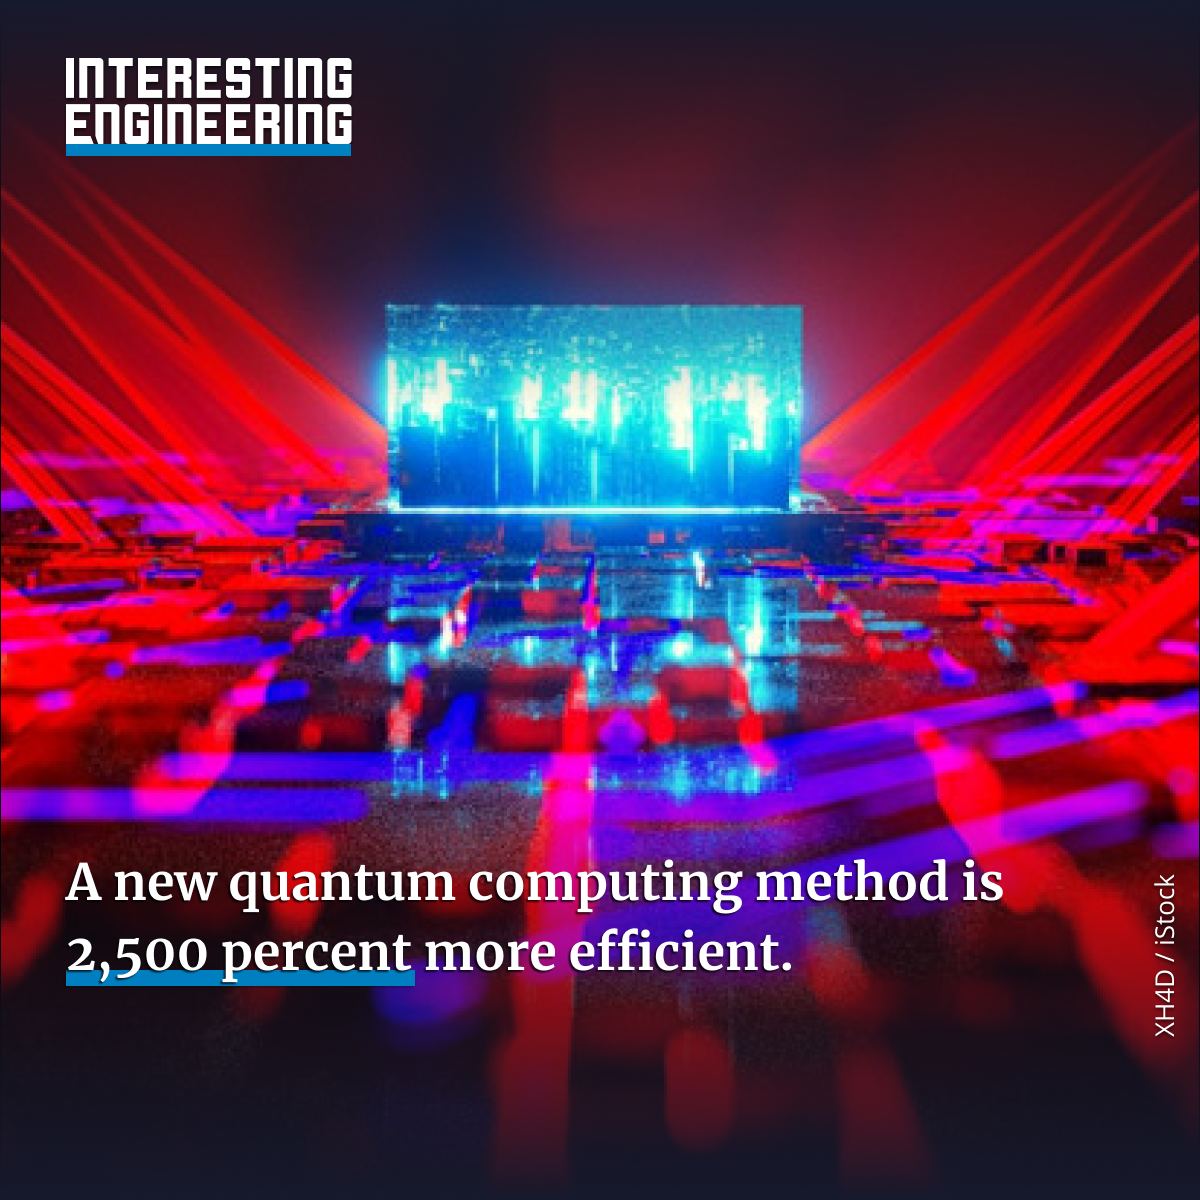 INTERESTING
ENGINEERING
A new quantum computing method is
2,500 percent more efficient.
XH4D / iStock